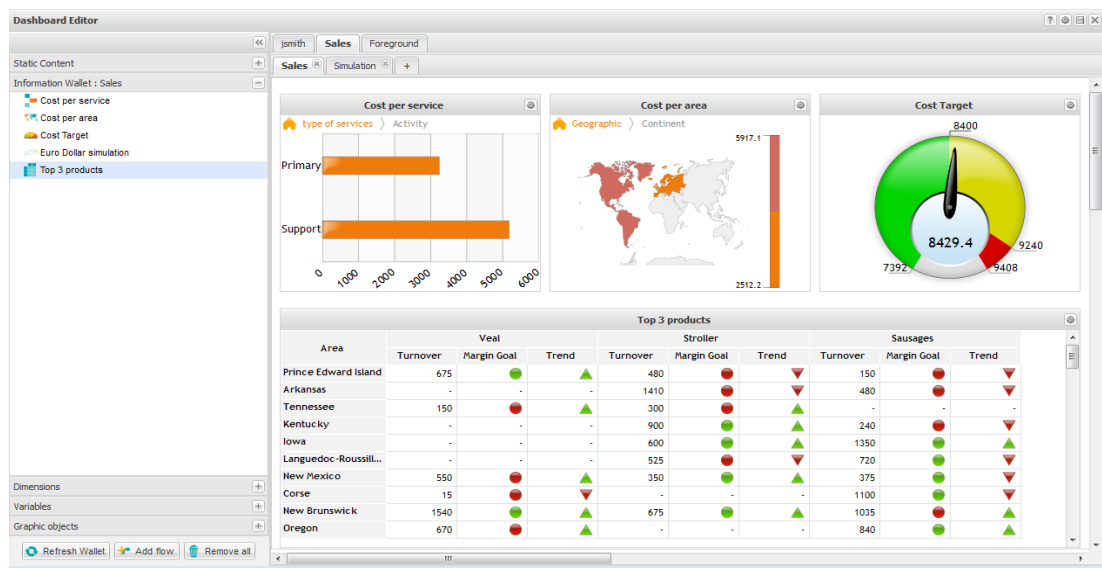 Dashboard Editor
jsmith Sales Foreground
Static Content
Sales Simulation +
Information Wallet : Sales
Cost per service
Cost per area
Cost Target
Euro Dollar simulation
Top 3 products
Dimensions
Variables
Graphic objects
Refresh Wallet Add flow Remove all
Cost per service
type of services Activity
Primary
Support
0 1000 2000 3000 4000 5000 6000
Cost per area
Geographic Continent
5917.1
2512.2
Cost Target
8400
8429.4
9240
7392 9408
Top 3 products
Area Veal Stroller Sausages
Turnover Margin Goal Trend Turnover Margin Goal Trend Turnover Margin Goal Trend
Prince Edward Island 675 480 150
Arkansas - - - 1410 480
Tennessee 150 300 - - -
Kentucky - - - 900 240
Iowa - - - 600 1350
Languedoc-Roussill... - - - 525 720
New Mexico 550 350 375
Corse 15 - - - 1100
New Brunswick 1540 675 1035
Oregon 670 - - - 840